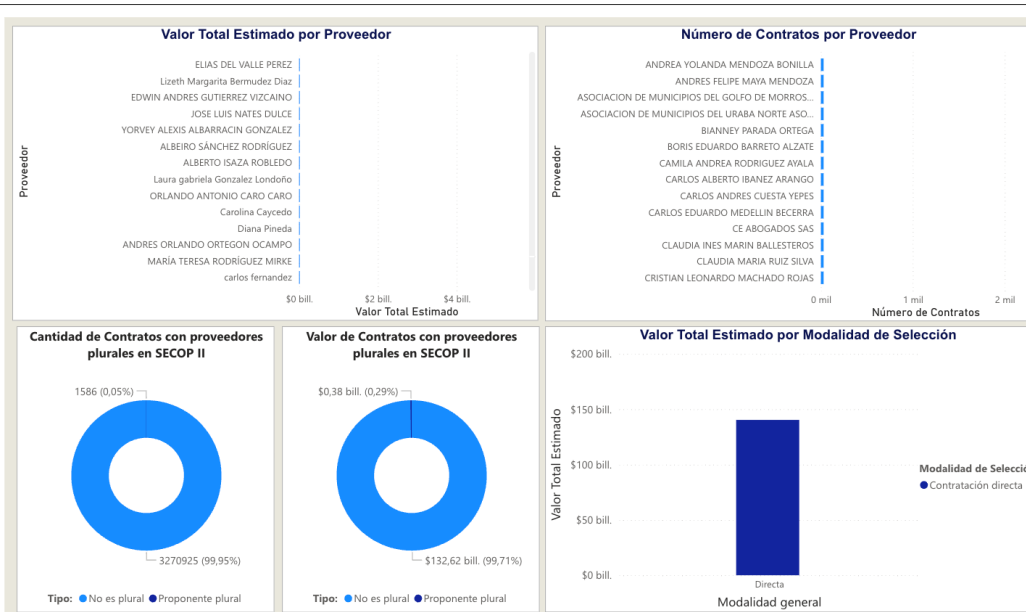 Valor Total Estimado por Proveedor
Proveedor
ELIAS DEL VALLE PEREZ
Lizeth Margarita Bermudez Diaz
EDWIN ANDRES GUTIERREZ VIZCAINO
JOSE LUIS NATES DULCE
YORVEY ALEXIS ALBARRACIN GONZALEZ
ALBEIRO SÁNCHEZ RODRÍGUEZ
ALBERTO ISAZA ROBLEDO
Laura gabriela Gonzalez Londoño
ORLANDO ANTONIO CARO CARO
Carolina Caycedo
Diana Pineda
ANDRES ORLANDO ORTEGON OCAMPO
MARÍA TERESA RODRÍGUEZ MIRKE
carlos fernandez
$0 bill. $2 bill. $4 bill.
Valor Total Estimado
Número de Contratos por Proveedor
Proveedor
ANDREA YOLANDA MENDOZA BONILLA
ANDRES FELIPE MAYA MENDOZA
ASOCIACION DE MUNICIPIOS DEL GOLFO DE MORROS...
ASOCIACION DE MUNICIPIOS DEL URABA NORTE ASO...
BIANNEY PARADA ORTEGA
BORIS EDUARDO BARRETO ALZATE
CAMILA ANDREA RODRIGUEZ AYALA
CARLOS ALBERTO IBANEZ ARANGO
CARLOS ANDRES CUESTA YEPES
CARLOS EDUARDO MEDELLIN BECERRA
CE ABOGADOS SAS
CLAUDIA INES MARIN BALLESTEROS
CLAUDIA MARIA RUIZ SILVA
CRISTIAN LEONARDO MACHADO ROJAS
0 mil 1 mil 2 mil
Número de Contratos
Cantidad de Contratos con proveedores
plurales en SECOP II
1586 (0,05%)
3270925 (99,95%)
Tipo: No es plural Proponente plural
Valor de Contratos con proveedores
plurales en SECOP II
$0,38 bill. (0,29%)
$132,62 bill. (99,71%)
Tipo: No es plural Proponente plural
Valor Total Estimado por Modalidad de Selección
Valor Total Estimado
$200 bill.
$150 bill.
$100 bill.
$50 bill.
$0 bill.
Directa
Modalidad general
Modalidad de Selecció
Contratación directa